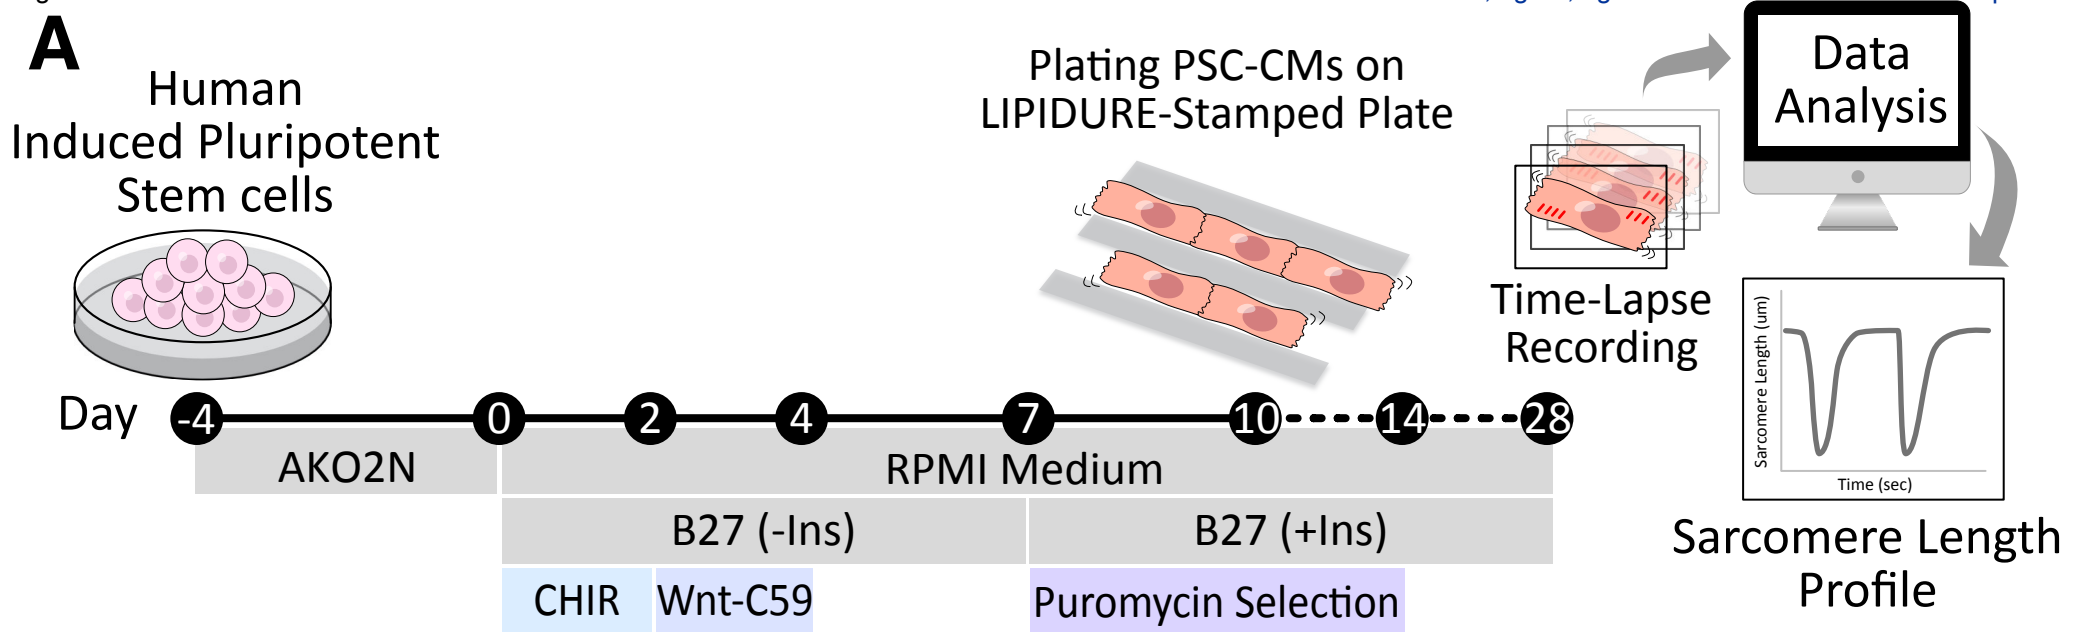 A
Human
Induced Pluripotent
Stem cells
Plating PSC-CMs on
LIPIDURE-Stamped Plate
Time-Lapse
Recording
Data
Analysis
Sarcomere Length (um)
Time (sec)
Sarcomere Length
Profile
Day -4 0 2 4 7 10 14 28
AKO2N RPMI Medium
B27 (-Ins) B27 (+Ins)
CHIR Wnt-C59 Puromycin Selection